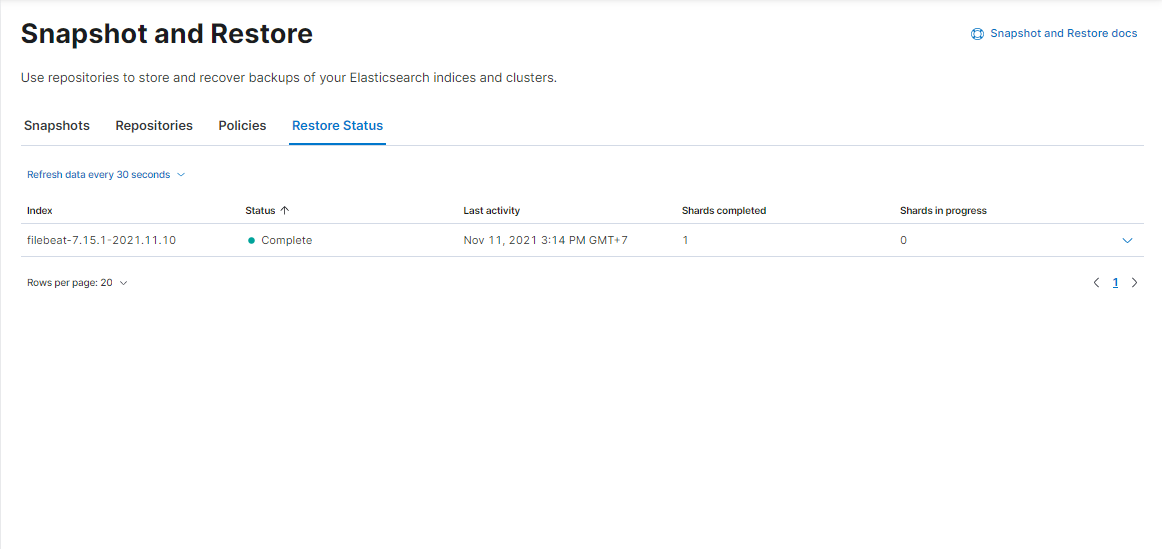 Snapshot and Restore
Snapshot and Restore docs
Use repositories to store and recover backups of your Elasticsearch indices and clusters.
Snapshots Repositories Policies Restore Status
Refresh data every 30 seconds
Index Status Last activity Shards completed Shards in progress
filebeat-7.15.1-2021.11.10 Complete Nov 11, 2021 3:14 PM GMT+7 1 0
Rows per page: 20 1